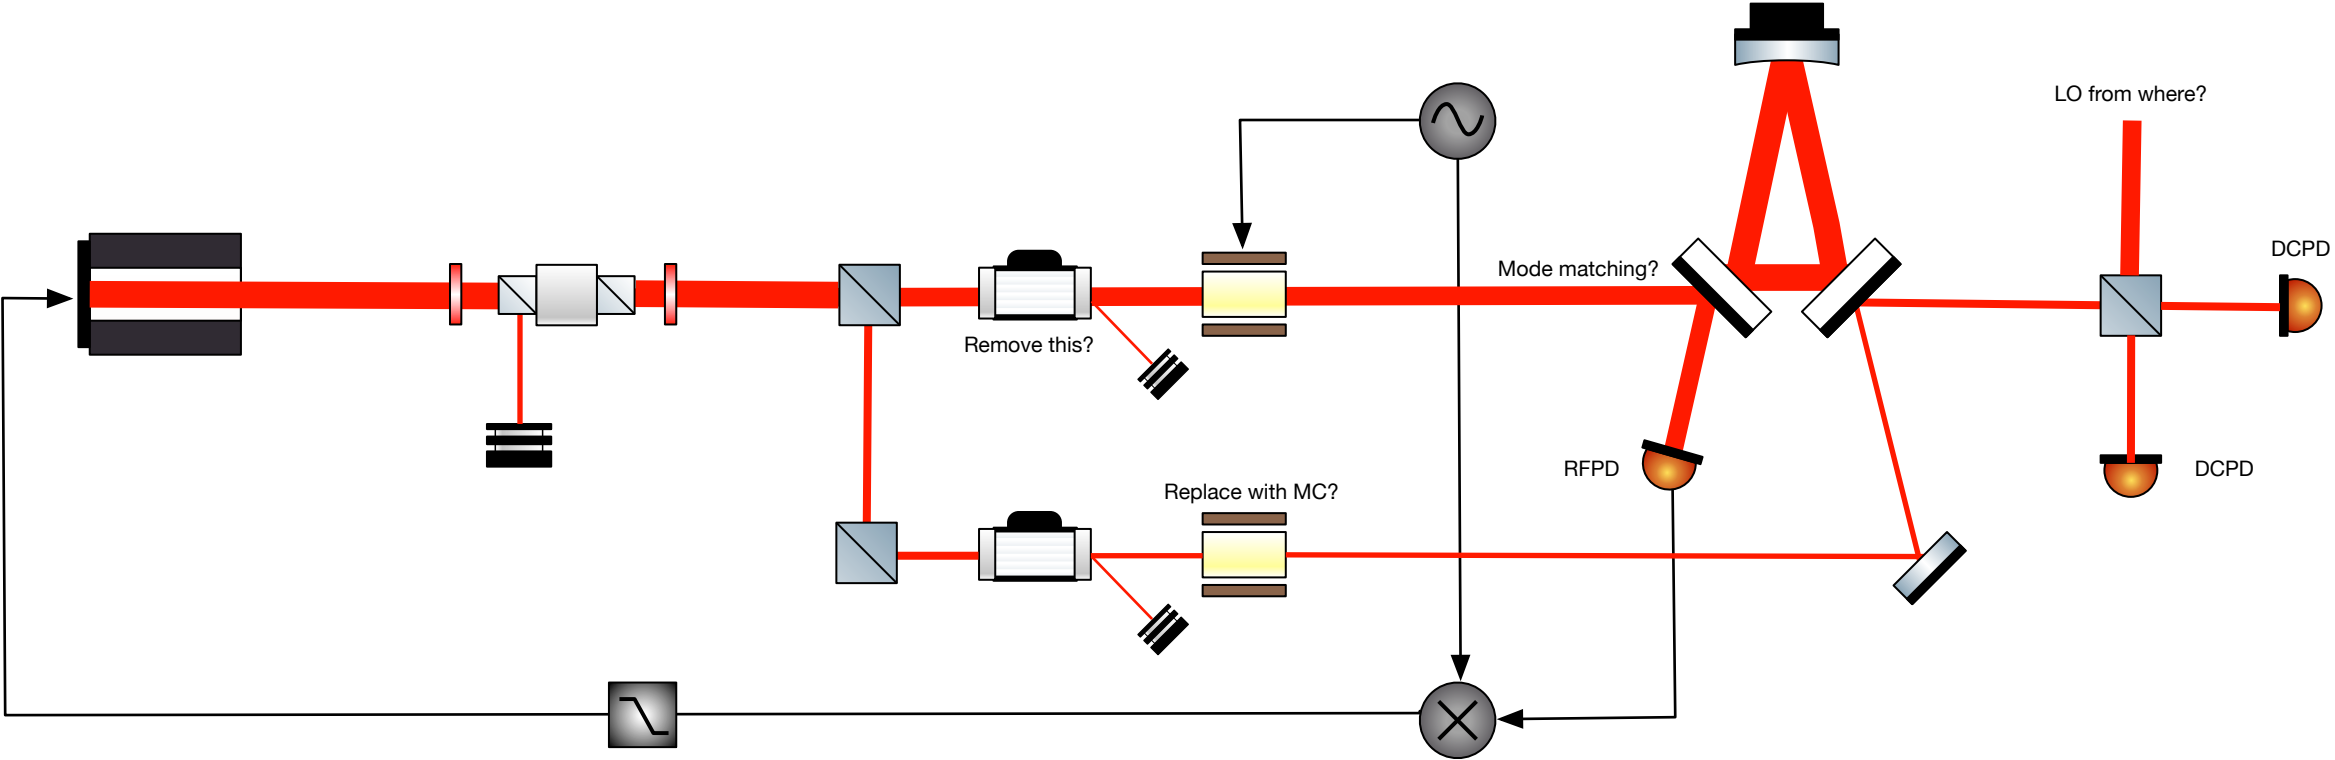 LO from where?
DCPD
Mode matching?
Remove this?
RFPD
DCPD
Replace with MC?